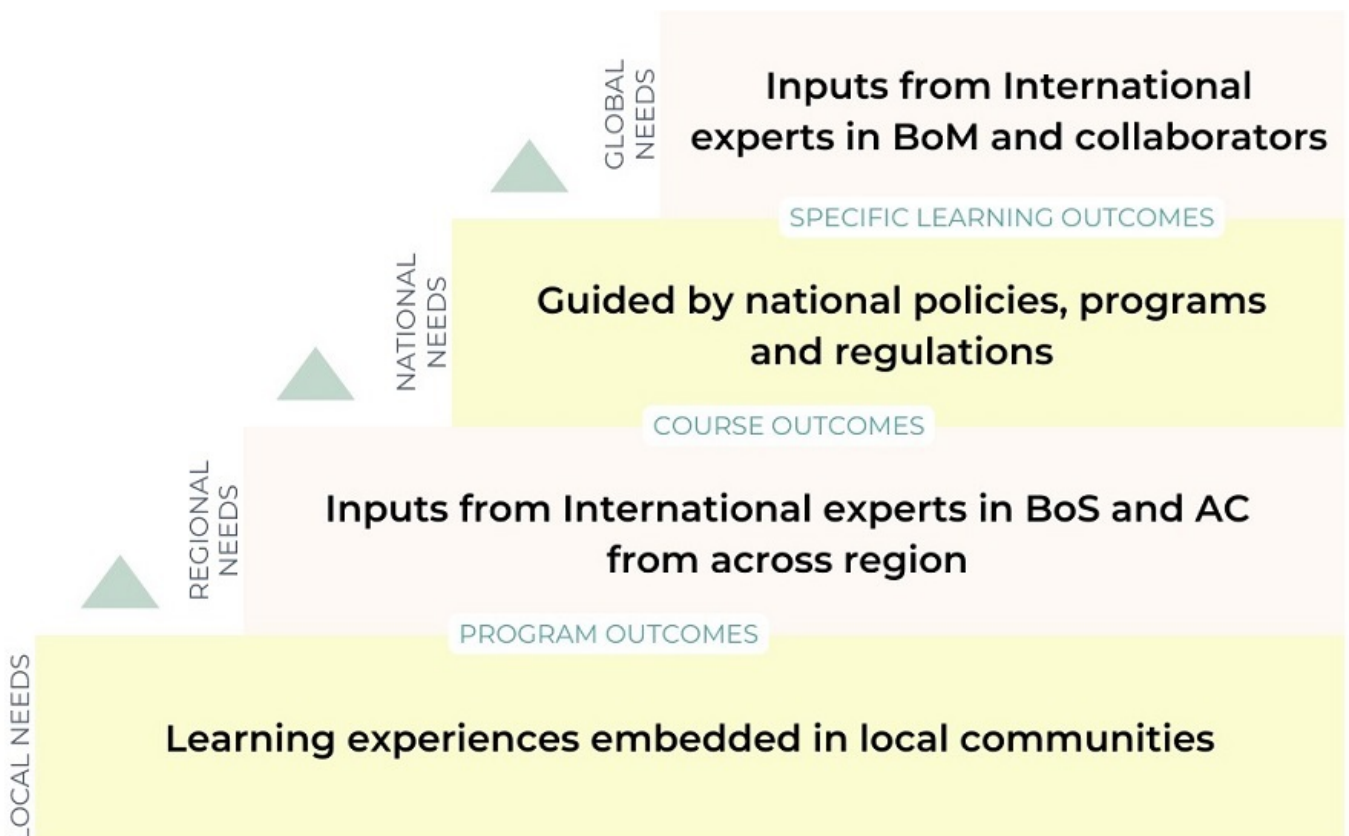 GLOBAL
NEEDS
Inputs from International
experts in BoM and collaborators
SPECIFIC LEARNING OUTCOMES
NATIONAL
NEEDS
Guided by national policies, programs
and regulations
COURSE OUTCOMES
REGIONAL
NEEDS
Inputs from International experts in BoS and AC
from across region
PROGRAM OUTCOMES
LOCAL NEEDS
Learning experiences embedded in local communities